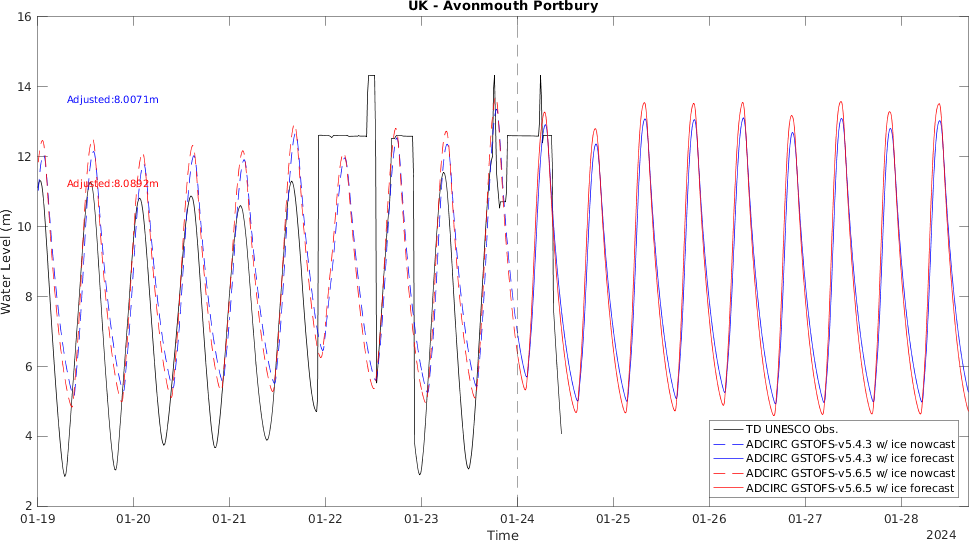 UK - Avonmouth Portbury
16
14
12
10
8
6
4
2
Water Level (m)
Adjusted:8.0071m
Adjusted:8.0892m
TD UNESCO Obs.
ADCIRC GSTOFS-v5.4.3 w/ ice nowcast
ADCIRC GSTOFS-v5.4.3 w/ ice forecast
ADCIRC GSTOFS-v5.6.5 w/ ice nowcast
ADCIRC GSTOFS-v5.6.5 w/ ice forecast
01-19 01-20 01-21 01-22 01-23 01-24 01-25 01-26 01-27 01-28
Time
2024